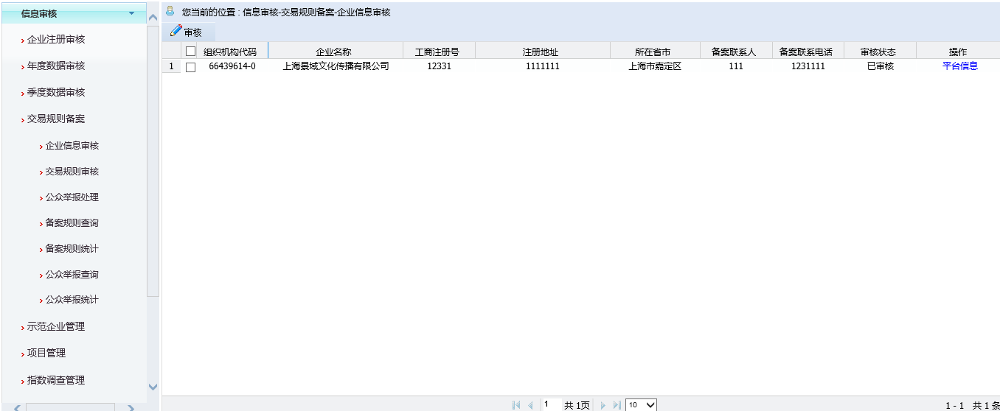 信息审核
企业注册审核
年度数据审核
季度数据审核
交易规则备案
企业信息审核
交易规则审核
公众举报处理
备案规则查询
备案规则统计
公众举报查询
公众举报统计
示范企业管理
项目管理
指数调查管理
您当前的位置 : 信息审核-交易规则备案-企业信息审核
审核
组织机构代码 企业名称 工商注册号 注册地址 所在省市 备案联系人 备案联系电话 审核状态 操作
1 66439614-0 上海景域文化传播有限公司 12331 1111111 上海市嘉定区 111 1231111 已审核 平台信息
1 共 1页 10 1 - 1 共 1 条